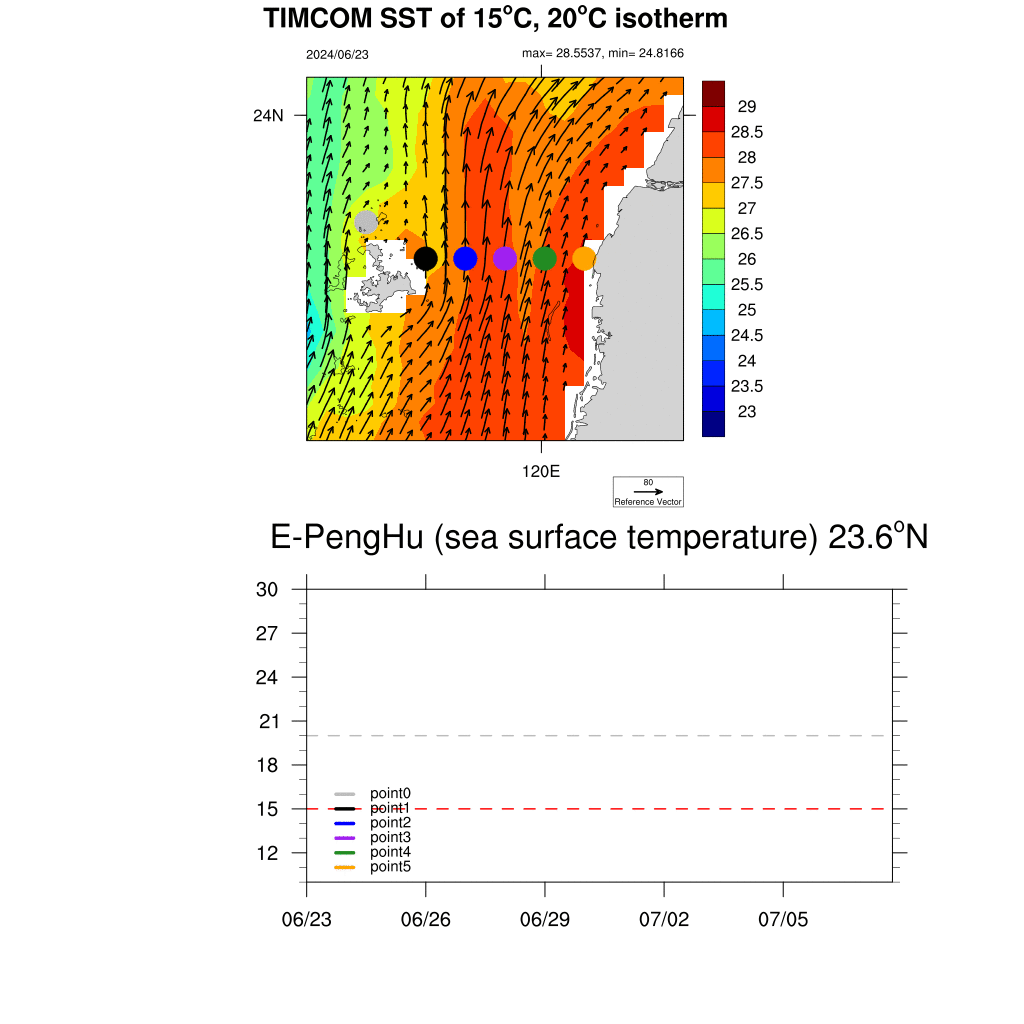 TIMCOM SST of 15°C, 20°C isotherm
2024/06/23
max= 28.5537, min= 24.8166
24N
120E
29
28.5
28
27.5
27
26.5
26
25.5
25
24.5
24
23.5
23
80
Reference Vector
E-PengHu (sea surface temperature) 23.6°N
30
27
24
21
18
15
12
point0
point1
point2
point3
point4
point5
06/23
06/26
06/29
07/02
07/05